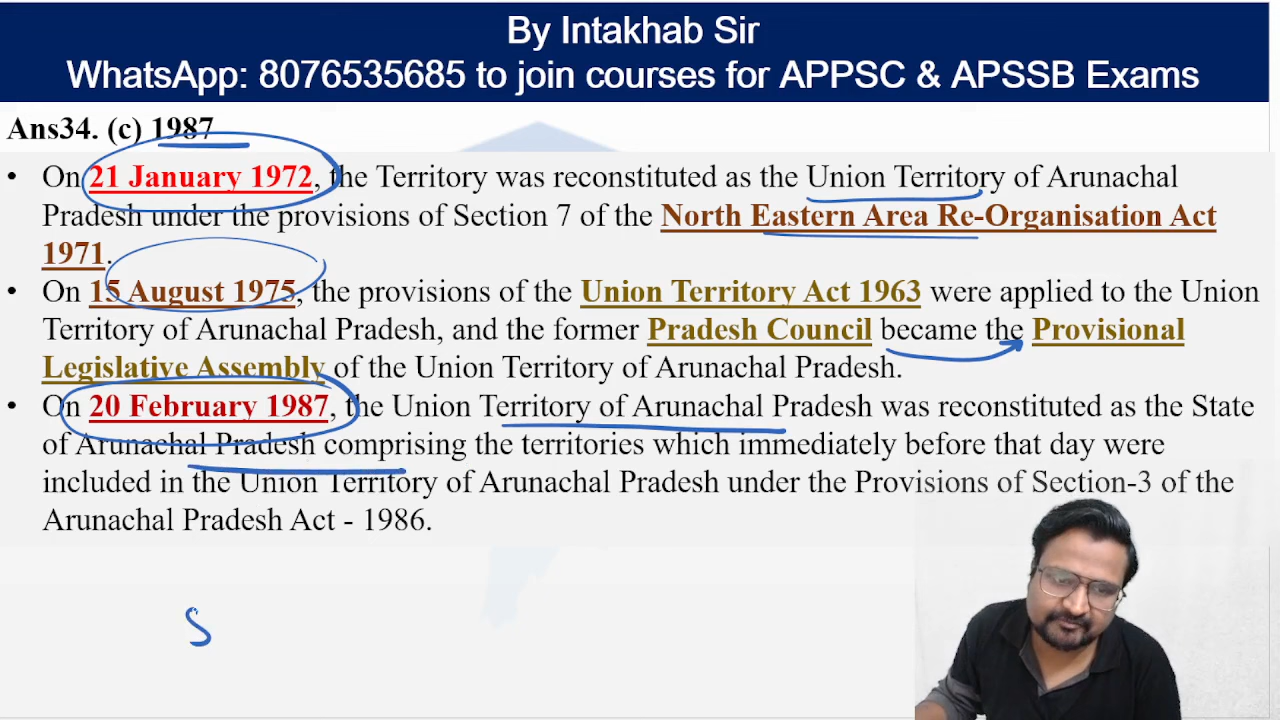 By Intakhab Sir
WhatsApp: 8076535685 to join courses for APPSC & APSSB Exams
Ans34. (c) 1987
• On 21 January 1972, the Territory was reconstituted as the Union Territory of Arunachal
Pradesh under the provisions of Section 7 of the North Eastern Area Re-Organisation Act
1971.
• On 15 August 1975, the provisions of the Union Territory Act 1963 were applied to the Union
Territory of Arunachal Pradesh, and the former Pradesh Council became the Provisional
Legislative Assembly of the Union Territory of Arunachal Pradesh.
• On 20 February 1987, the Union Territory of Arunachal Pradesh was reconstituted as the State
of Arunachal Pradesh comprising the territories which immediately before that day were
included in the Union Territory of Arunachal Pradesh under the Provisions of Section-3 of the
Arunachal Pradesh Act - 1986.
S